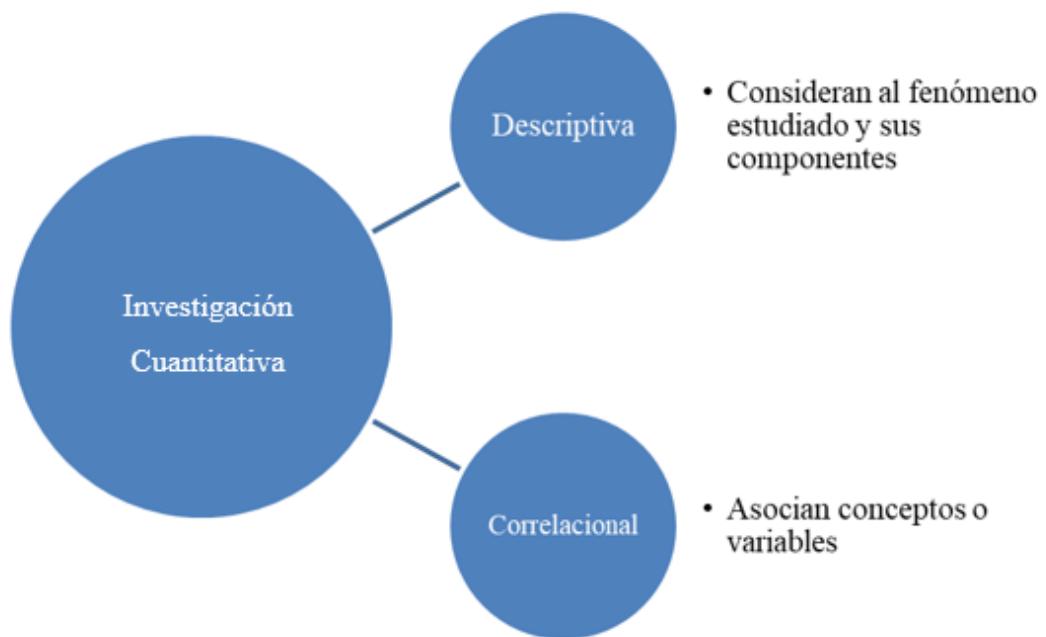 Investigación
Cuantitativa
Descriptiva
• Consideran al fenómeno
estudiado y sus
componentes
Correlacional
• Asocian conceptos o
variables